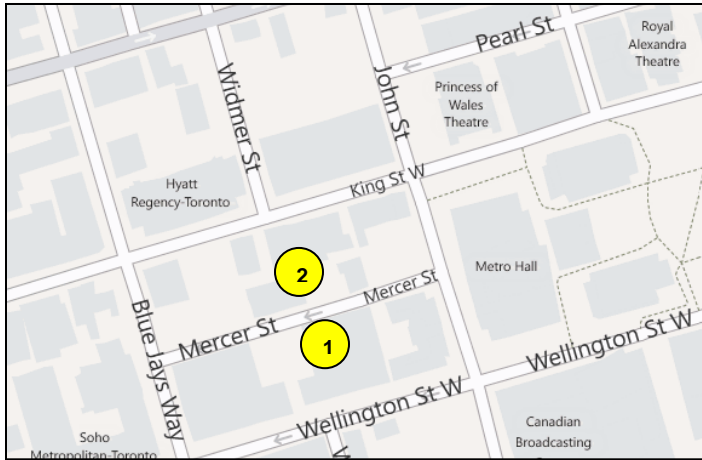 Pearl St
Royal
Alexandra
Theatre
Widmer St
John St
Princess of
Wales
Theatre
Hyatt
Regency-Toronto
King St W
2
Metro Hall
Mercer St
Mercer St
Blue Jays Way
1
Wellington St W
Wellington St W
Soho
Metropolitan-Toronto
Canadian
Broadcasting